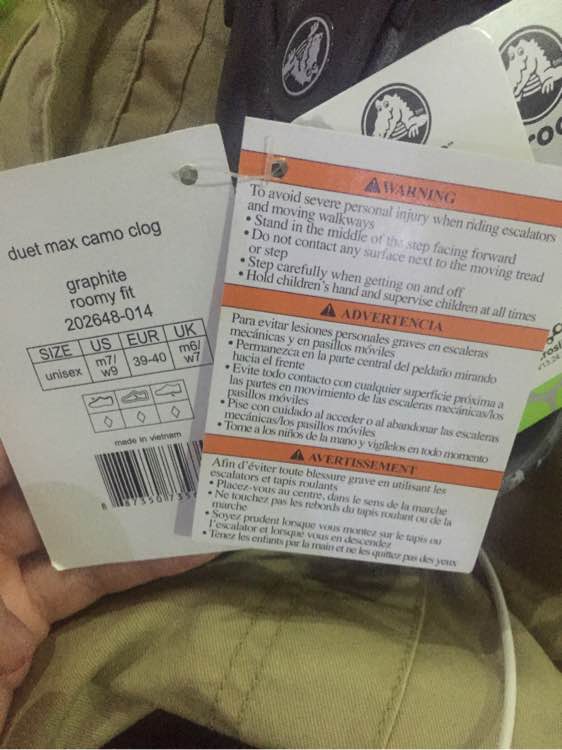 duet max camo clog
graphite
roomy fit
202648-014
SIZE US EUR UK
unisex m7/w9 39-40 m6/w7
made in vietnam
WARNING
To avoid severe personal injury when riding escalators
and moving walkways
• Stand in the middle of the step facing forward
• Do not contact any surface next to the moving tread
or step
• Step carefully when getting on and off
• Hold children's hand and supervise children at all times
ADVERTENCIA
Para evitar lesiones personales graves en escaleras
mecánicas y en pasillos móviles
• Permanezca en la parte central del peldaño mirando
hacia el frente
• Evite todo contacto con cualquier superficie próxima a
las partes en movimiento de las escaleras mecánicas/los
pasillos móviles
• Pise con cuidado al acceder o al abandonar las escaleras
mecánicas/los pasillos móviles
• Tome a los niños de la mano y vigílelos en todo momento
AVERTISSEMENT
Afin d'éviter toute blessure grave en utilisant les
escalators et tapis roulants
• Placez-vous au centre, dans le sens de la marche
• Ne touchez pas les rebords du tapis roulant ou de la
marche
• Soyez prudent lorsque vous montez sur le tapis ou
l'escalator et lorsque vous en descendez
• Tenez les enfants par la main et ne les quittez pas des yeux